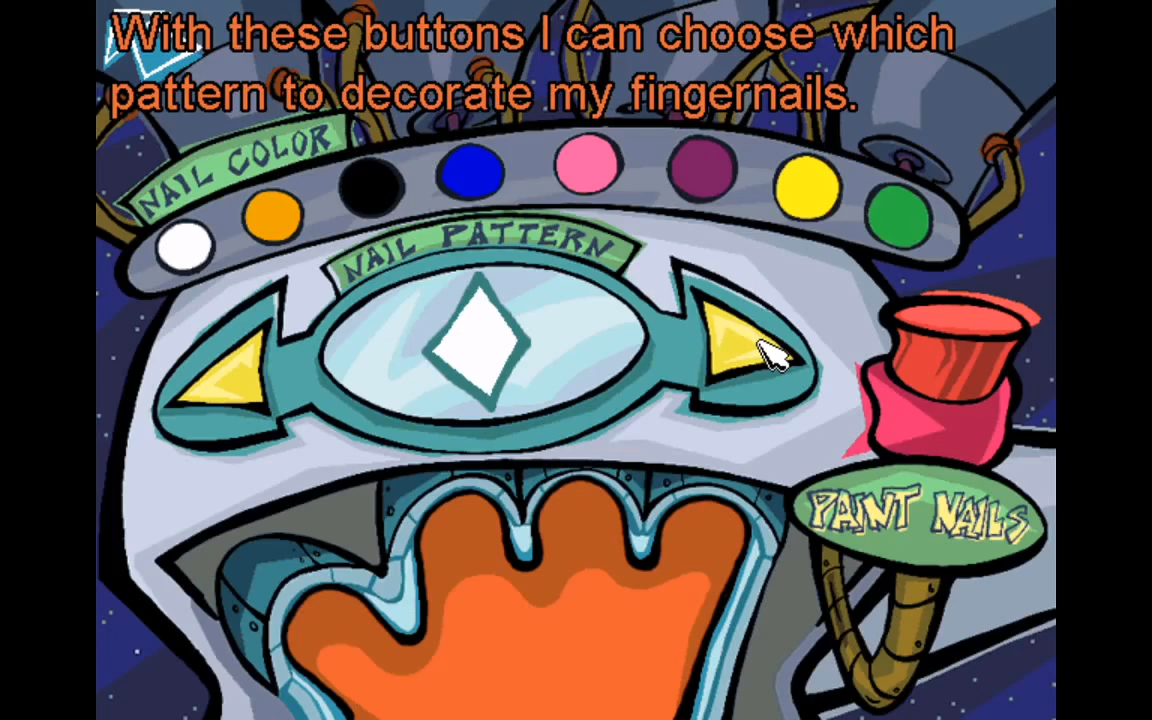 With these buttons I can choose which
pattern to decorate my fingernails.
NAIL COLOR
NAIL PATTERN
PAINT NAILS